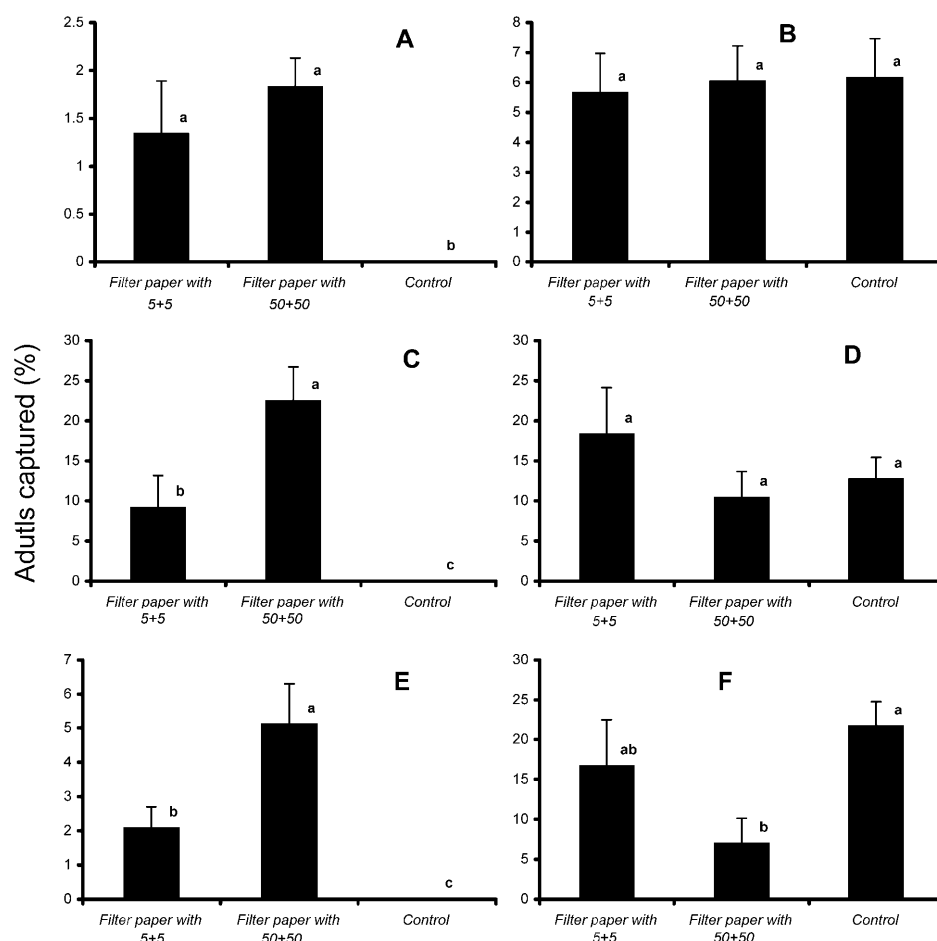 Adutls captured (%)
A
2.5
2
1.5
1
0.5
0
a
a
b
Filter paper with
5+5
Filter paper with
50+50
Control
B
8
7
6
5
4
3
2
1
0
a
a
a
Filter paper with
5+5
Filter paper with
50+50
Control
C
30
25
20
15
10
5
0
b
a
c
Filter paper with
5+5
Filter paper with
50+50
Control
D
30
25
20
15
10
5
0
a
a
a
Filter paper with
5+5
Filter paper with
50+50
Control
E
7
6
5
4
3
2
1
0
b
a
c
Filter paper with
5+5
Filter paper with
50+50
Control
F
30
25
20
15
10
5
0
ab
b
a
Filter paper with
5+5
Filter paper with
50+50
Control